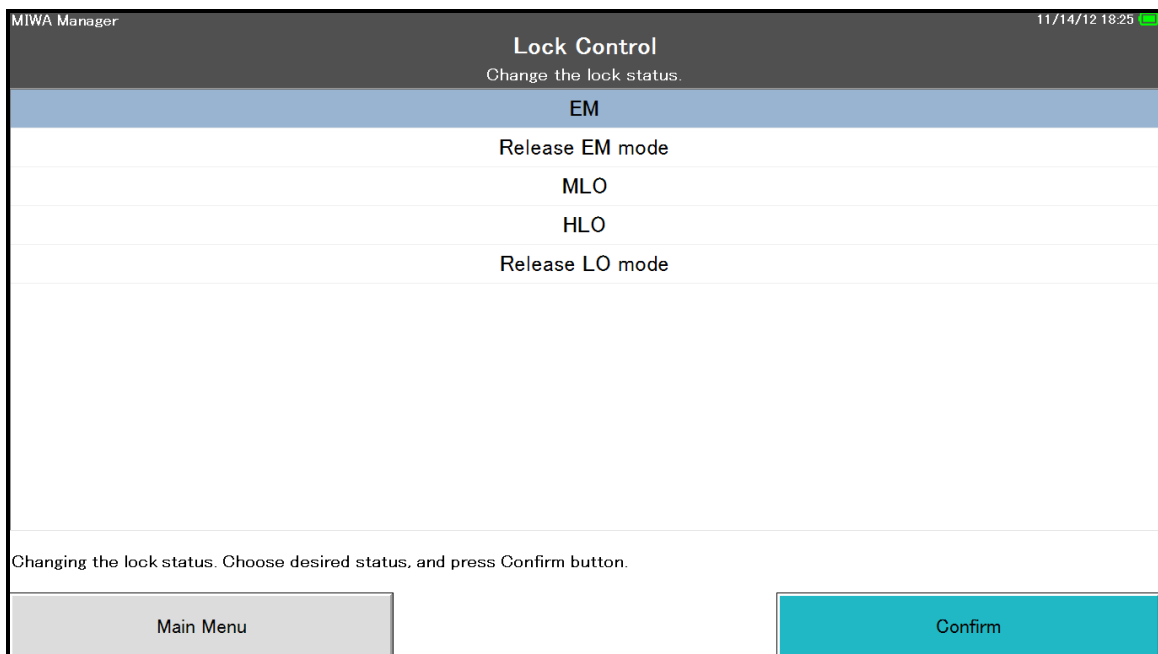 MIWA Manager
11/14/12 18:25
Lock Control
Change the lock status.
EM
Release EM mode
MLO
HLO
Release LO mode
Changing the lock status. Choose desired status, and press Confirm button.
Main Menu
Confirm